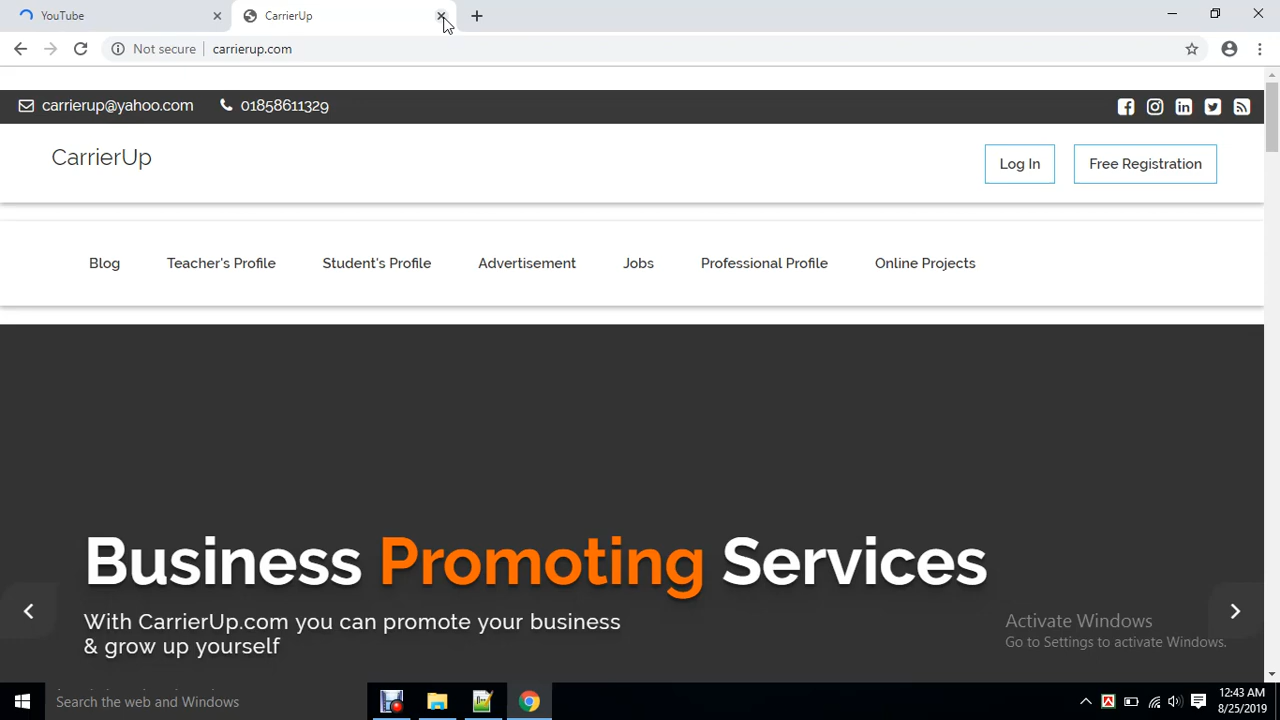 YouTube
CarrierUp
Not secure
carrierup.com
carrierup@yahoo.com
01858611329
CarrierUp
Log In
Free Registration
Blog
Teacher's Profile
Student's Profile
Advertisement
Jobs
Professional Profile
Online Projects
Business Promoting Services
With CarrierUp.com you can promote your business
& grow up yourself
Activate Windows
Go to Settings to activate Windows.
Search the web and Windows
12:43 AM
8/25/2019